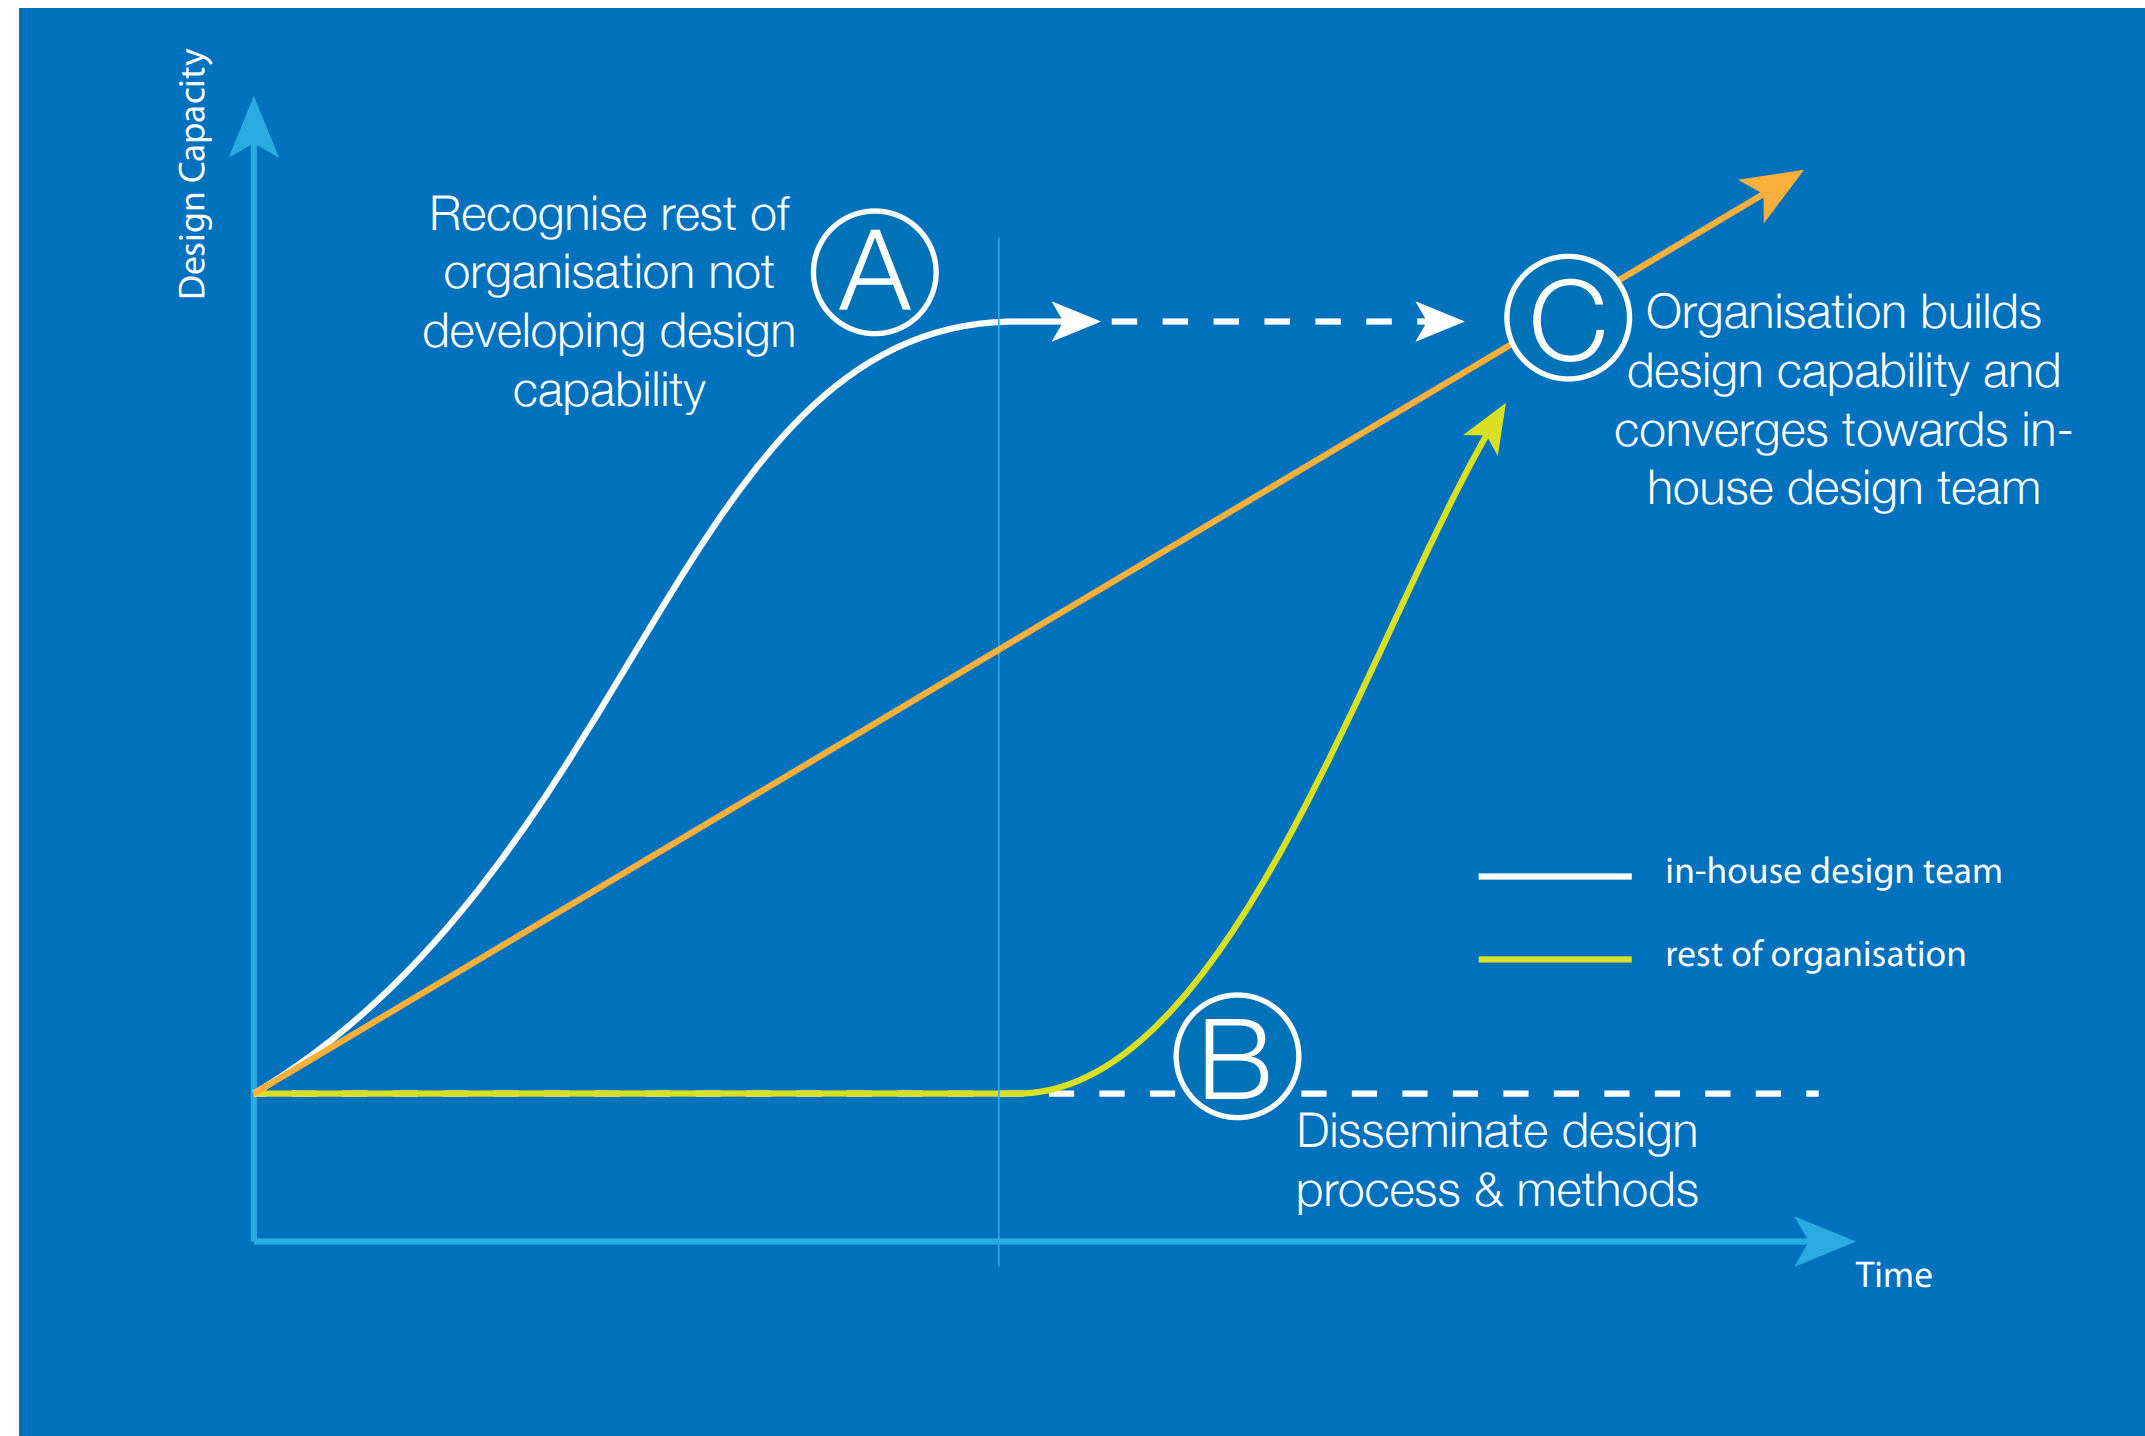 Design Capacity
Recognise rest of
organisation not
developing design
capability
A
C
Organisation builds
design capability and
converges towards in-
house design team
in-house design team
rest of organisation
B
Disseminate design
process & methods
Time